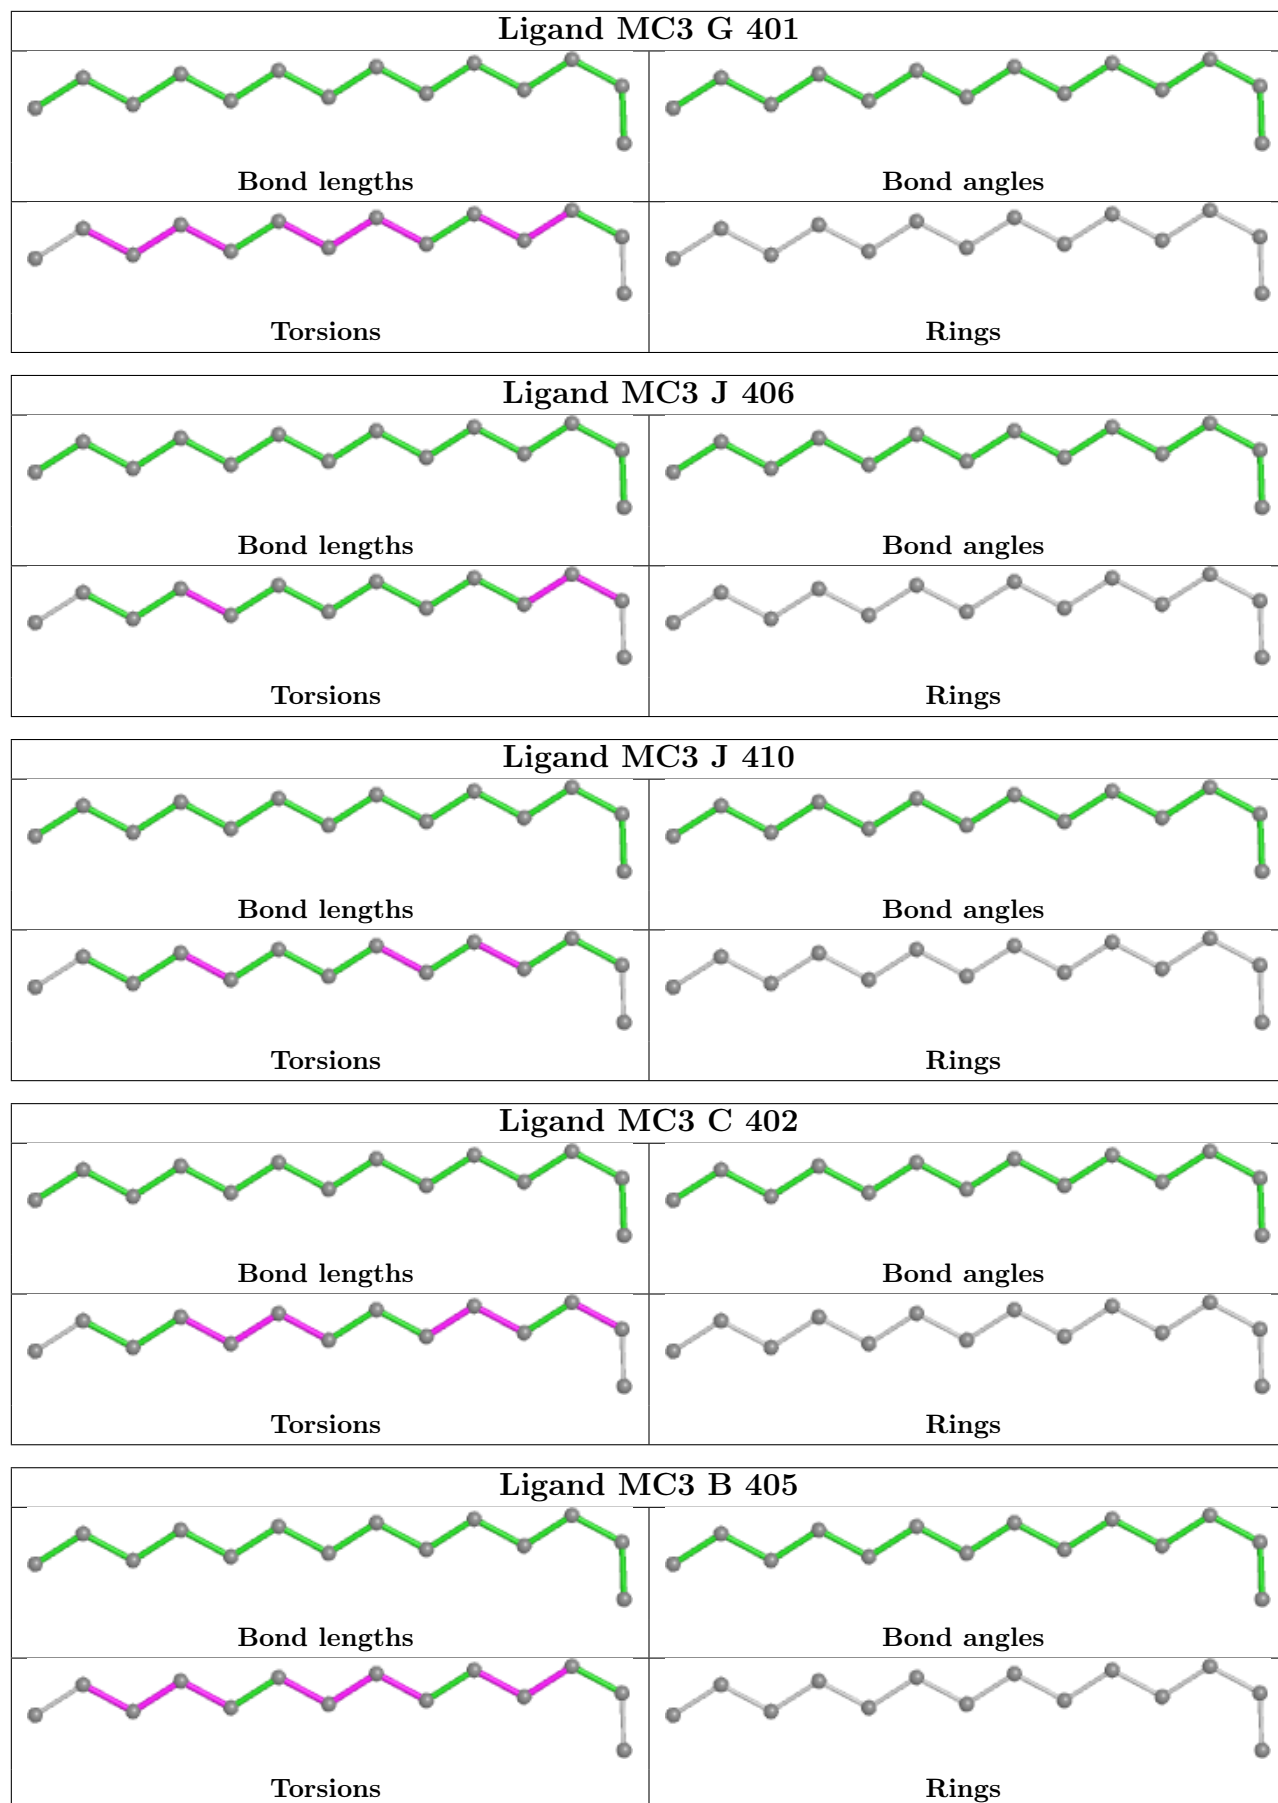 Ligand MC3 G 401
Bond lengths
Bond angles
Torsions
Rings
Ligand MC3 J 406
Bond lengths
Bond angles
Torsions
Rings
Ligand MC3 J 410
Bond lengths
Bond angles
Torsions
Rings
Ligand MC3 C 402
Bond lengths
Bond angles
Torsions
Rings
Ligand MC3 B 405
Bond lengths
Bond angles
Torsions
Rings